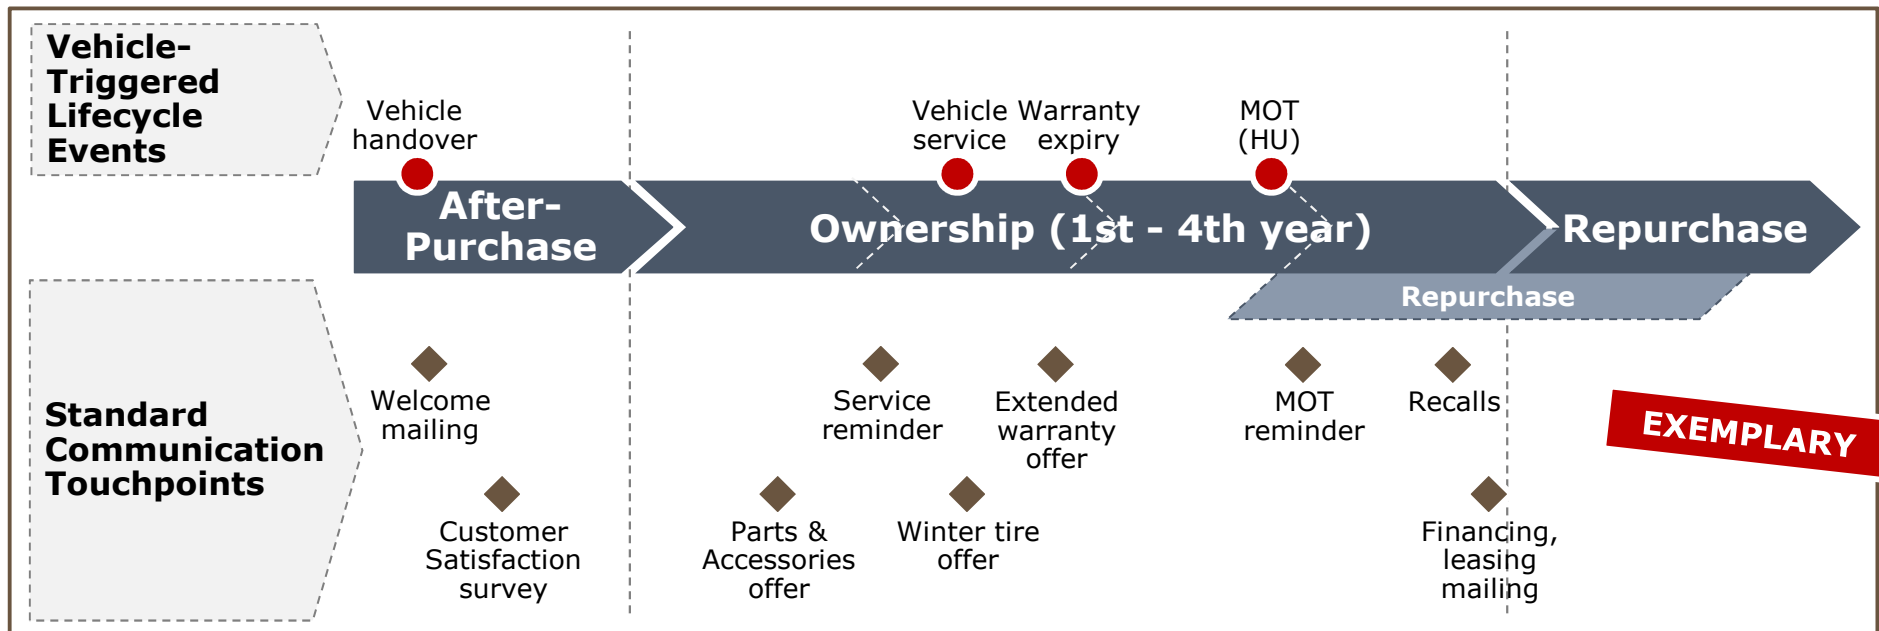 Vehicle-
Triggered
Lifecycle
Events
Vehicle
handover
Vehicle
service
Warranty
expiry
MOT
(HU)
After-
Purchase
Ownership (1st - 4th year)
Repurchase
Repurchase
Standard
Communication
Touchpoints
Welcome
mailing
Service
reminder
Extended
warranty
offer
MOT
reminder
Recalls
EXEMPLARY
Customer
Satisfaction
survey
Parts &
Accessories
offer
Winter tire
offer
Financing,
leasing
mailing